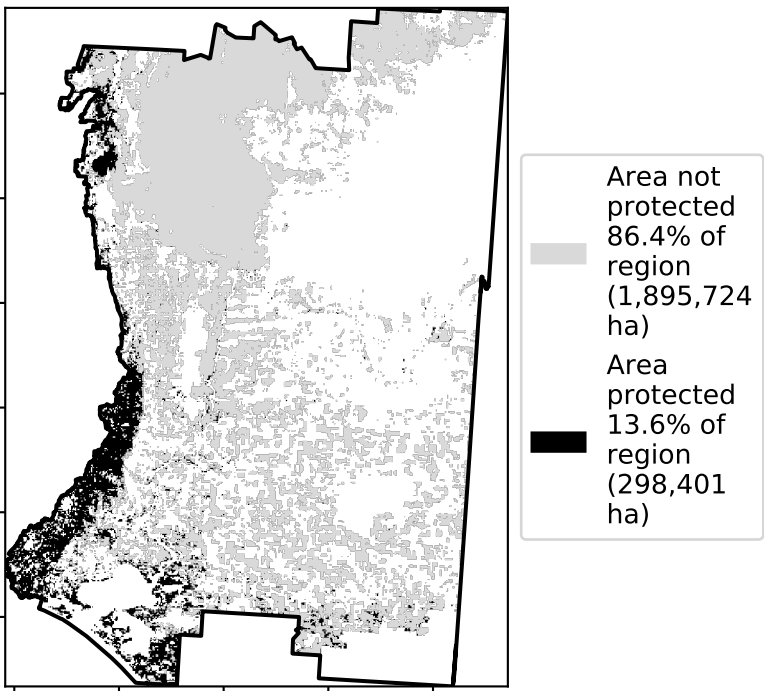 Area not
protected
86.4% of
region
(1,895,724
ha)
Area
protected
13.6% of
region
(298,401
ha)